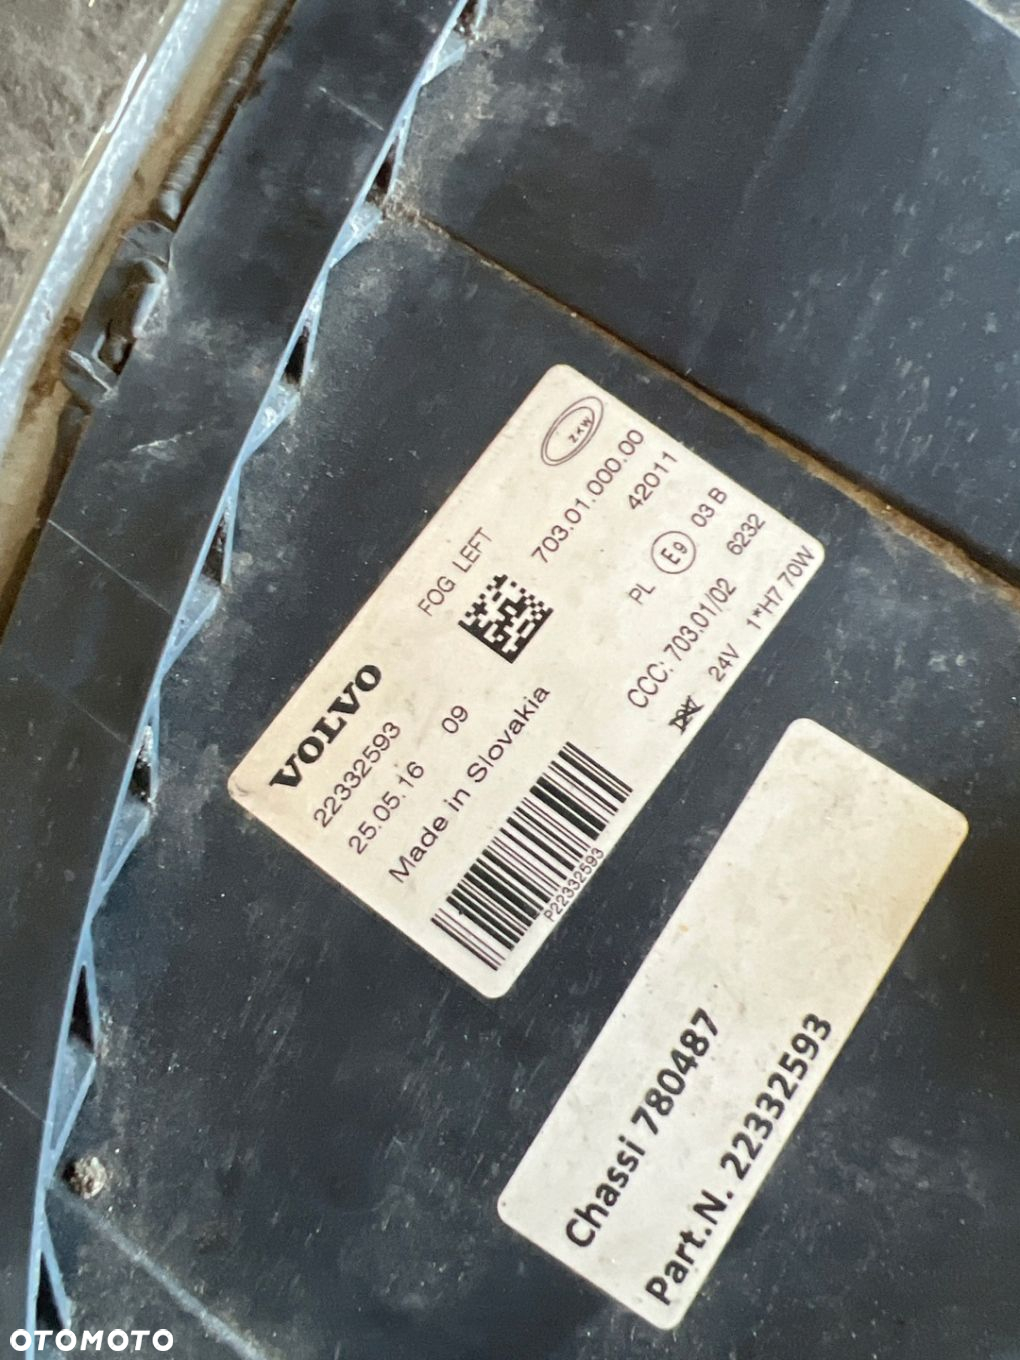 VOLVO
FOG LEFT
ZKW
22332593
703.01.000.00
25.05.16 09
42011
Made in Slovakia
PL E9 03 B
CCC: 703.01/02 6232
24V 1*H7 70W
P22332593
Chassi 780487
Part.N. 22332593
OTOMOTO